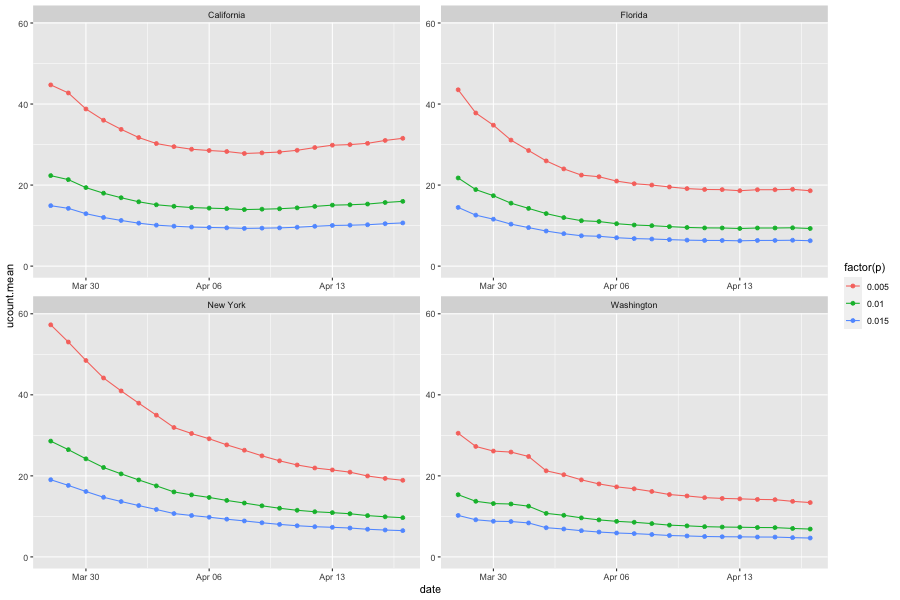 California
Florida
60
40
20
0
Mar 30
Apr 06
Apr 13
Mar 30
Apr 06
Apr 13
New York
Washington
60
40
20
0
60
40
20
0
60
40
20
0
Mar 30
Apr 06
Apr 13
Mar 30
Apr 06
Apr 13
date
ucount.mean
factor(p)
0.005
0.01
0.015